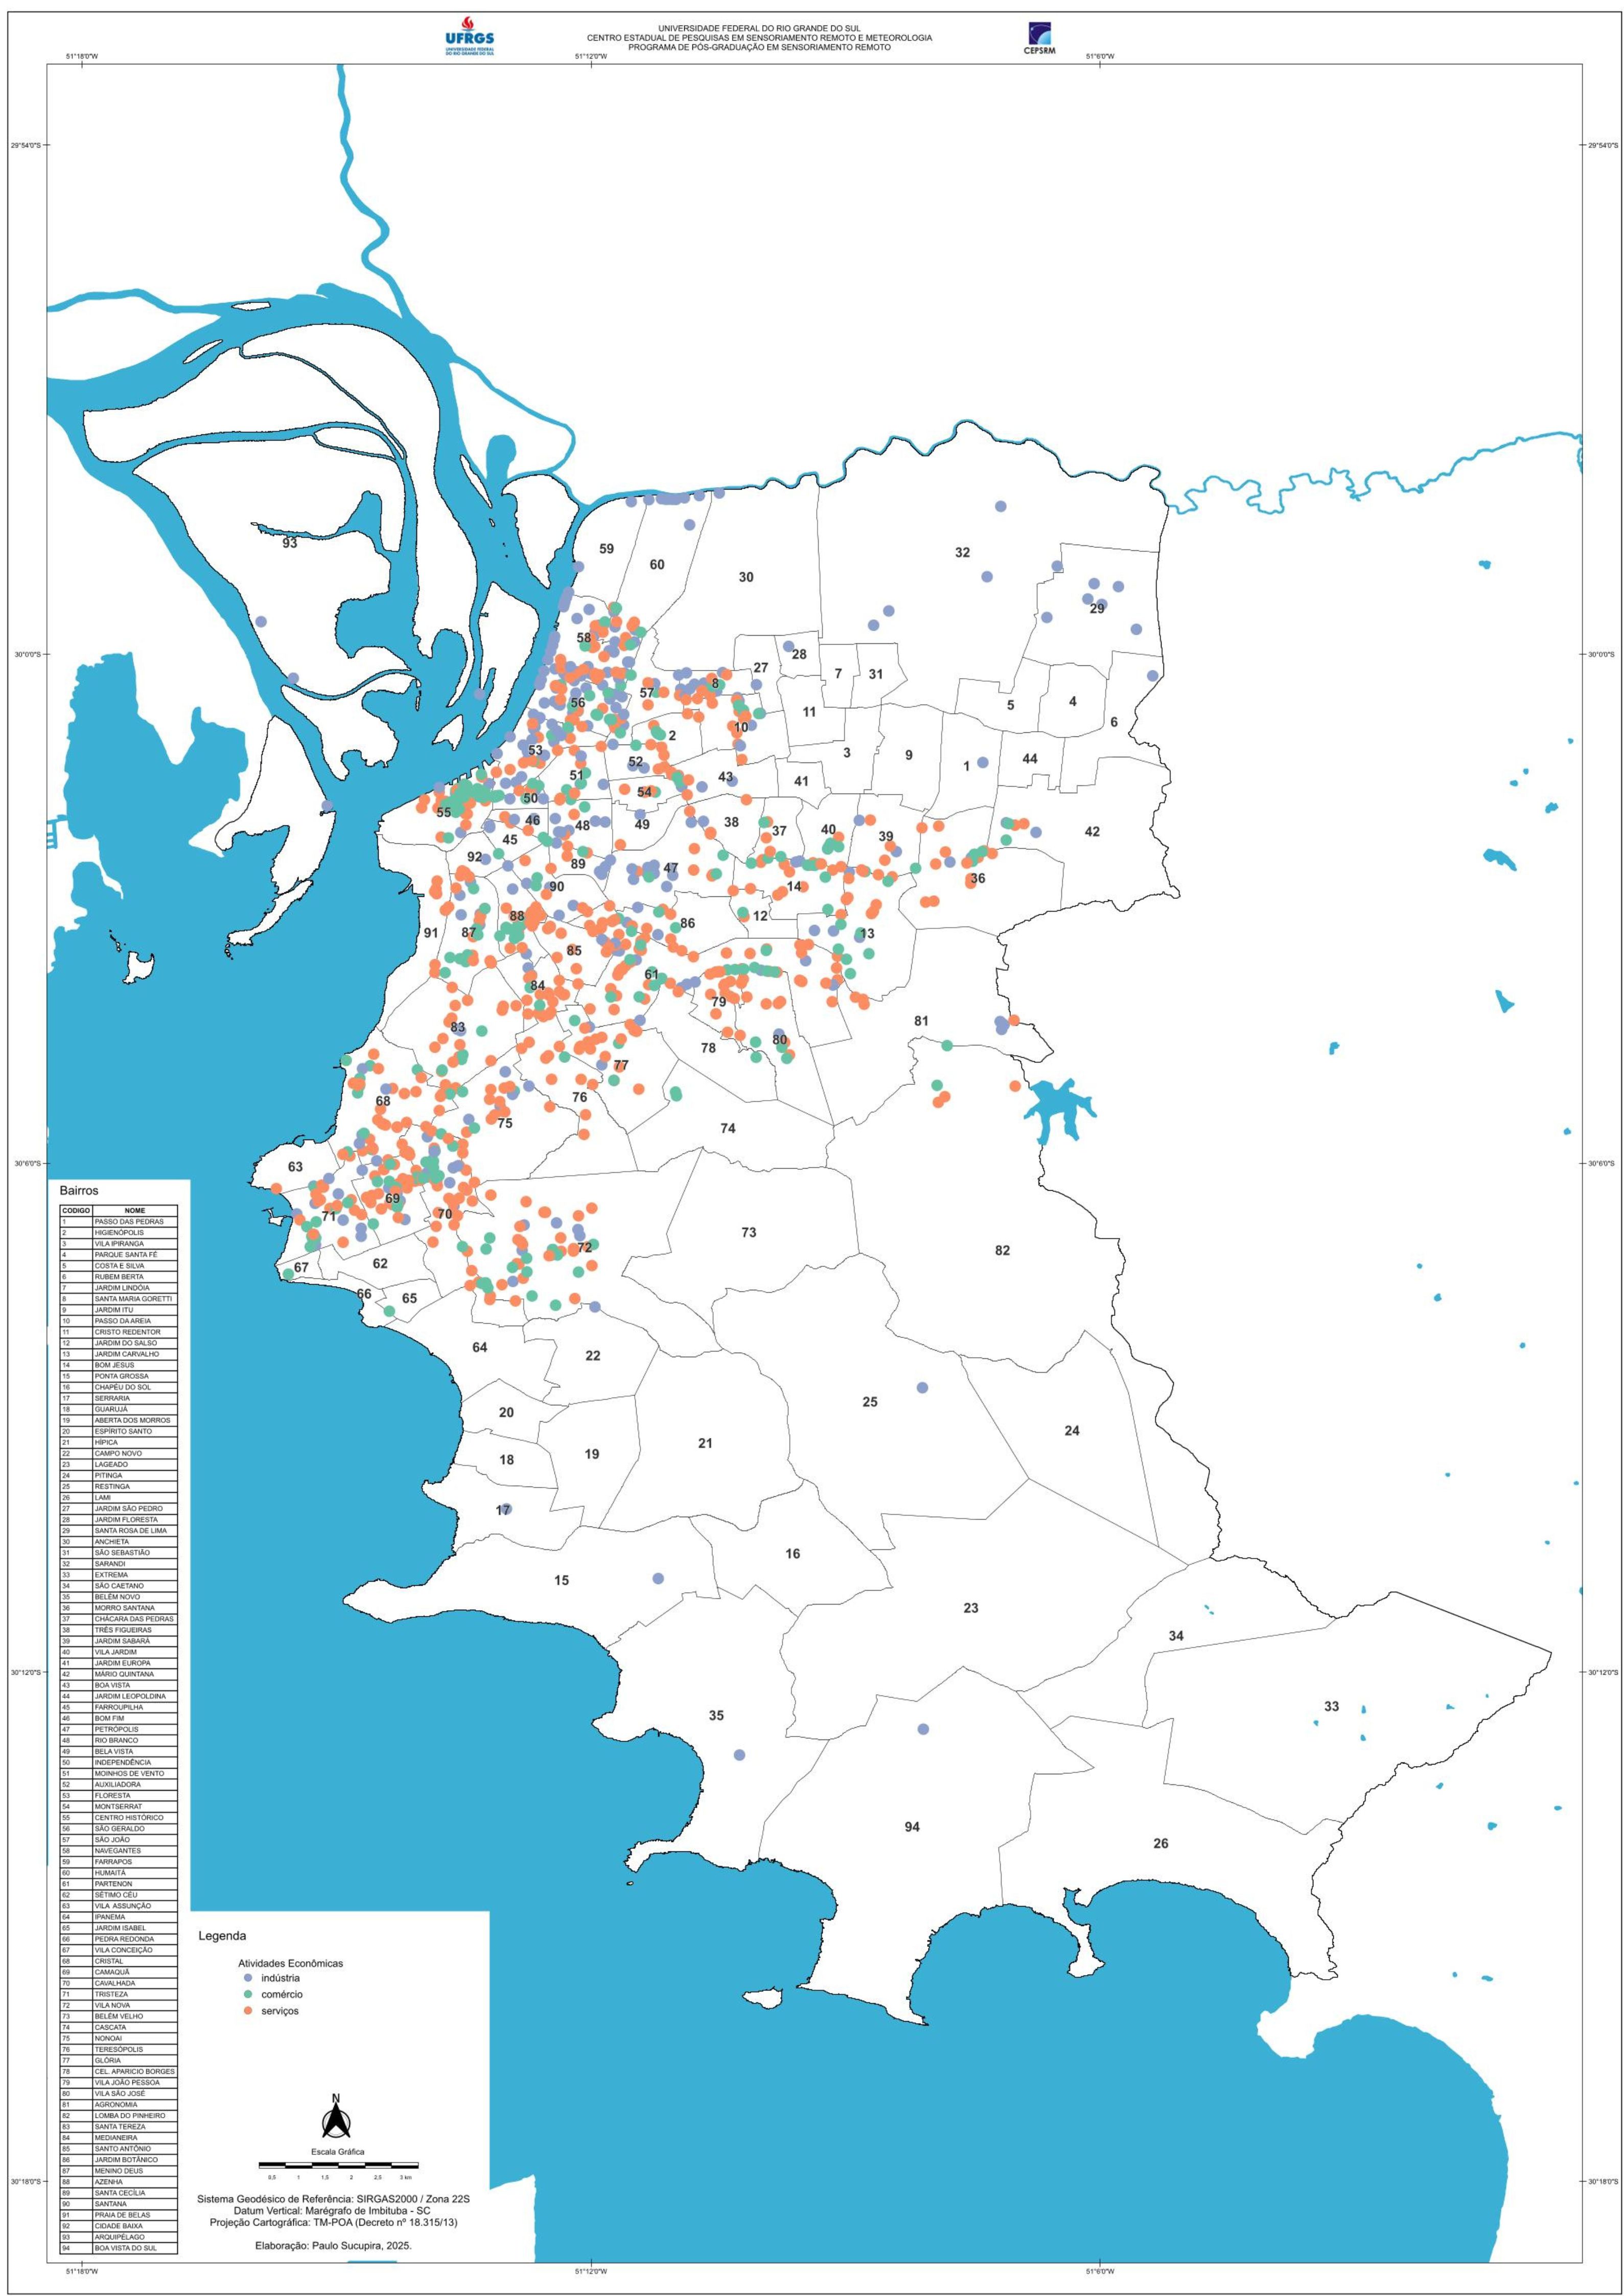 UFRGS
UNIVERSIDADE FEDERAL
DO RIO GRANDE DO SUL
UNIVERSIDADE FEDERAL DO RIO GRANDE DO SUL
CENTRO ESTADUAL DE PESQUISAS EM SENSORIAMENTO REMOTO E METEOROLOGIA
PROGRAMA DE PÓS-GRADUAÇÃO EM SENSORIAMENTO REMOTO
CEPSRM
51°18'0"W 51°12'0"W 51°6'0"W
29°54'0"S 29°54'0"S
93
59
60
30
32
29
58
28
27
7
31
8
57
56
5
4
6
11
10
2
53
3
9
52
1
44
51
43
41
54
50
55
46
48
49
38
37
40
39
42
45
92
89
47
90
14
36
88
86
12
91
87
13
85
61
84
79
81
83
80
78
77
68
76
75
74
30°0'0"S 30°0'0"S
63
69
71
70
73
72
82
62
67
66
65
64
22
25
20
24
21
19
18
17
16
15
23
34
33
35
94
26
30°6'0"S 30°6'0"S
30°12'0"S 30°12'0"S
30°18'0"S 30°18'0"S
Bairros
CODIGO NOME
1 PASSO DAS PEDRAS
2 HIGIENÓPOLIS
3 VILA IPIRANGA
4 PARQUE SANTA FÉ
5 COSTA E SILVA
6 RUBEM BERTA
7 JARDIM LINDÓIA
8 SANTA MARIA GORETTI
9 JARDIM ITU
10 PASSO DA AREIA
11 CRISTO REDENTOR
12 JARDIM DO SALSO
13 JARDIM CARVALHO
14 BOM JESUS
15 PONTA GROSSA
16 CHAPÉU DO SOL
17 SERRARIA
18 GUARUJÁ
19 ABERTA DOS MORROS
20 ESPÍRITO SANTO
21 HÍPICA
22 CAMPO NOVO
23 LAGEADO
24 PITINGA
25 RESTINGA
26 LAMI
27 JARDIM SÃO PEDRO
28 JARDIM FLORESTA
29 SANTA ROSA DE LIMA
30 ANCHIETA
31 SÃO SEBASTIÃO
32 SARANDI
33 EXTREMA
34 SÃO CAETANO
35 BELÉM NOVO
36 MORRO SANTANA
37 CHÁCARA DAS PEDRAS
38 TRÊS FIGUEIRAS
39 JARDIM SABARÁ
40 VILA JARDIM
41 JARDIM EUROPA
42 MÁRIO QUINTANA
43 BOA VISTA
44 JARDIM LEOPOLDINA
45 FARROUPILHA
46 BOM FIM
47 PETRÓPOLIS
48 RIO BRANCO
49 BELA VISTA
50 INDEPENDÊNCIA
51 MOINHOS DE VENTO
52 AUXILIADORA
53 FLORESTA
54 MONTSERRAT
55 CENTRO HISTÓRICO
56 SÃO GERALDO
57 SÃO JOÃO
58 NAVEGANTES
59 FARRAPOS
60 HUMAITÁ
61 PARTENON
62 SÉTIMO CÉU
63 VILA ASSUNÇÃO
64 IPANEMA
65 JARDIM ISABEL
66 PEDRA REDONDA
67 VILA CONCEIÇÃO
68 CRISTAL
69 CAMAQUÃ
70 CAVALHADA
71 TRISTEZA
72 VILA NOVA
73 BELÉM VELHO
74 CASCATA
75 NONOAI
76 TERESÓPOLIS
77 GLÓRIA
78 CEL. APARICIO BORGES
79 VILA JOÃO PESSOA
80 VILA SÃO JOSÉ
81 AGRONOMIA
82 LOMBA DO PINHEIRO
83 SANTA TEREZA
84 MEDIANEIRA
85 SANTO ANTÔNIO
86 JARDIM BOTÂNICO
87 MENINO DEUS
88 AZENHA
89 SANTA CECÍLIA
90 SANTANA
91 PRAIA DE BELAS
92 CIDADE BAIXA
93 ARQUIPÉLAGO
94 BOA VISTA DO SUL
Legenda
Atividades Econômicas
indústria
comércio
serviços
N
Escala Gráfica
0,5 1 1,5 2 2,5 3 km
Sistema Geodésico de Referência: SIRGAS2000 / Zona 22S
Datum Vertical: Marégrafo de Imbituba - SC
Projeção Cartográfica: TM-POA (Decreto nº 18.315/13)
Elaboração: Paulo Sucupira, 2025.
51°18'0"W 51°12'0"W 51°6'0"W